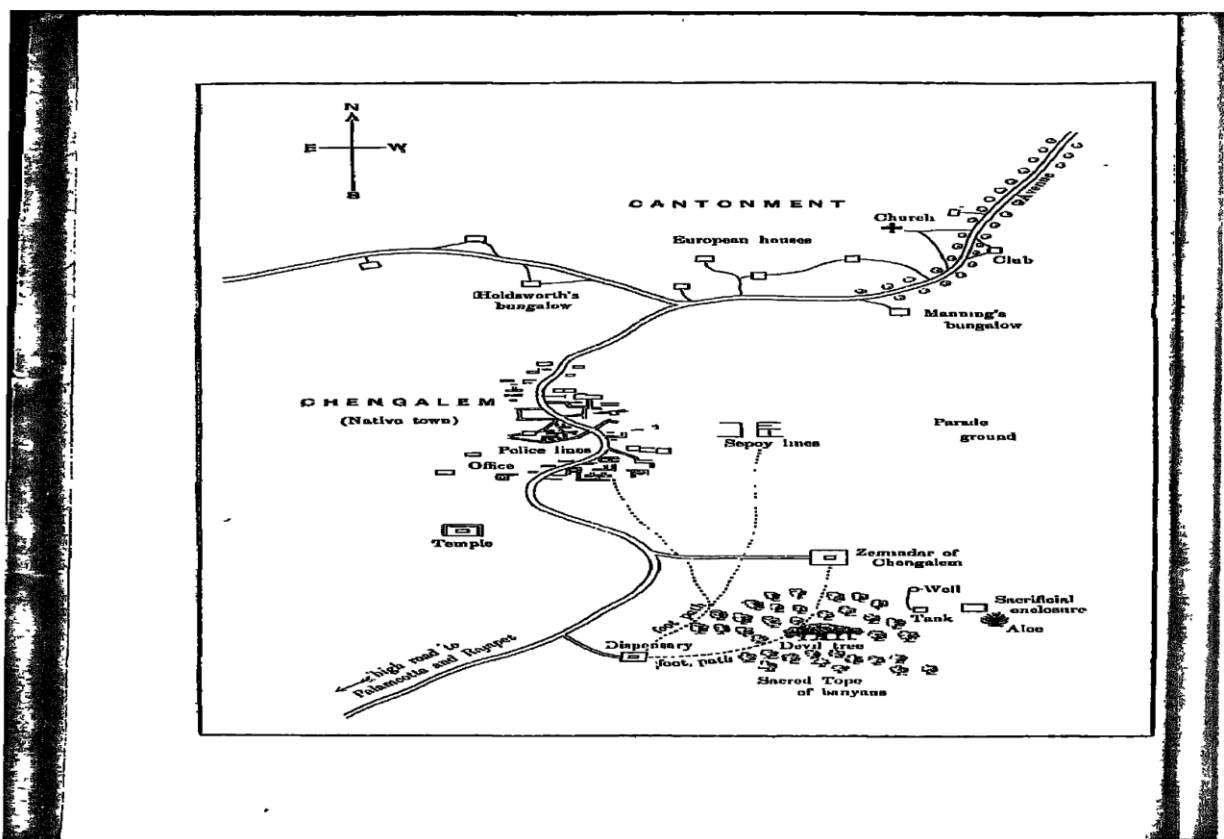 N
E W
S
CANTONMENT
Church
Avenue
European houses
Club
Holdsworth's
bungalow
Manning's
bungalow
CHENGALEM
(Native town)
Parade
ground
Sepoy lines
Police lines
Office
Temple
Zemindar of
Chengalem
Well
Tank
Sacrificial
enclosure
Aloe
foot path
Dispensary
Devil tree
foot path
high road to
Palamcotta and Royapet
Sacred Tope
of banyans